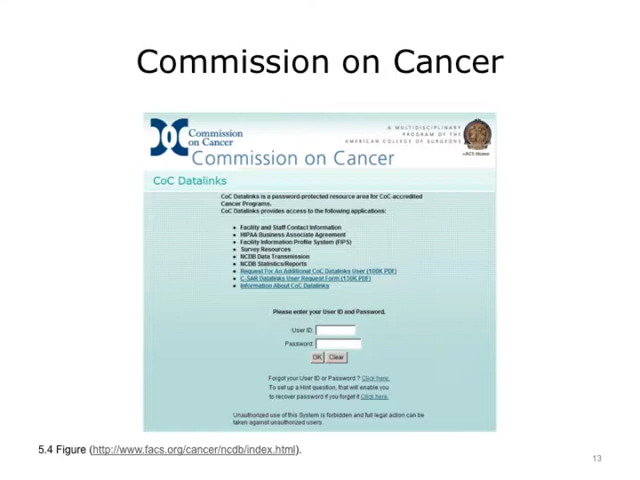 Commission on Cancer
Commission
on Cancer
A MULTIDISCIPLINARY
PROGRAM OF THE
AMERICAN COLLEGE OF SURGEONS
Commission on Cancer
CoC Datalinks
CoC Datalinks is a password-protected resource area for CoC-accredited
Cancer Programs.
CoC Datalinks provides access to the following applications:
Facility and Staff Contact Information
HIPAA Business Associate Agreement
Facility Information Profile System (FIPS)
Survey Resources
NCDB Data Transmission
NCDB Statistics/Reports
Request For An Additional CoC Datalinks User (100K PDF)
C-SAR Datalinks User Request Form (130K PDF)
Information About CoC Datalinks
Please enter your User ID and Password.
User ID
Password
OK Clear
Forgot your User ID or Password ? Click here.
To set up a Hint question, that will enable you
to recover password if you forget it Click here.
Unauthorized use of this System is forbidden and full legal action can be
taken against unauthorized users
5.4 Figure (http://www.facs.org/cancer/ncdb/index.html).
13